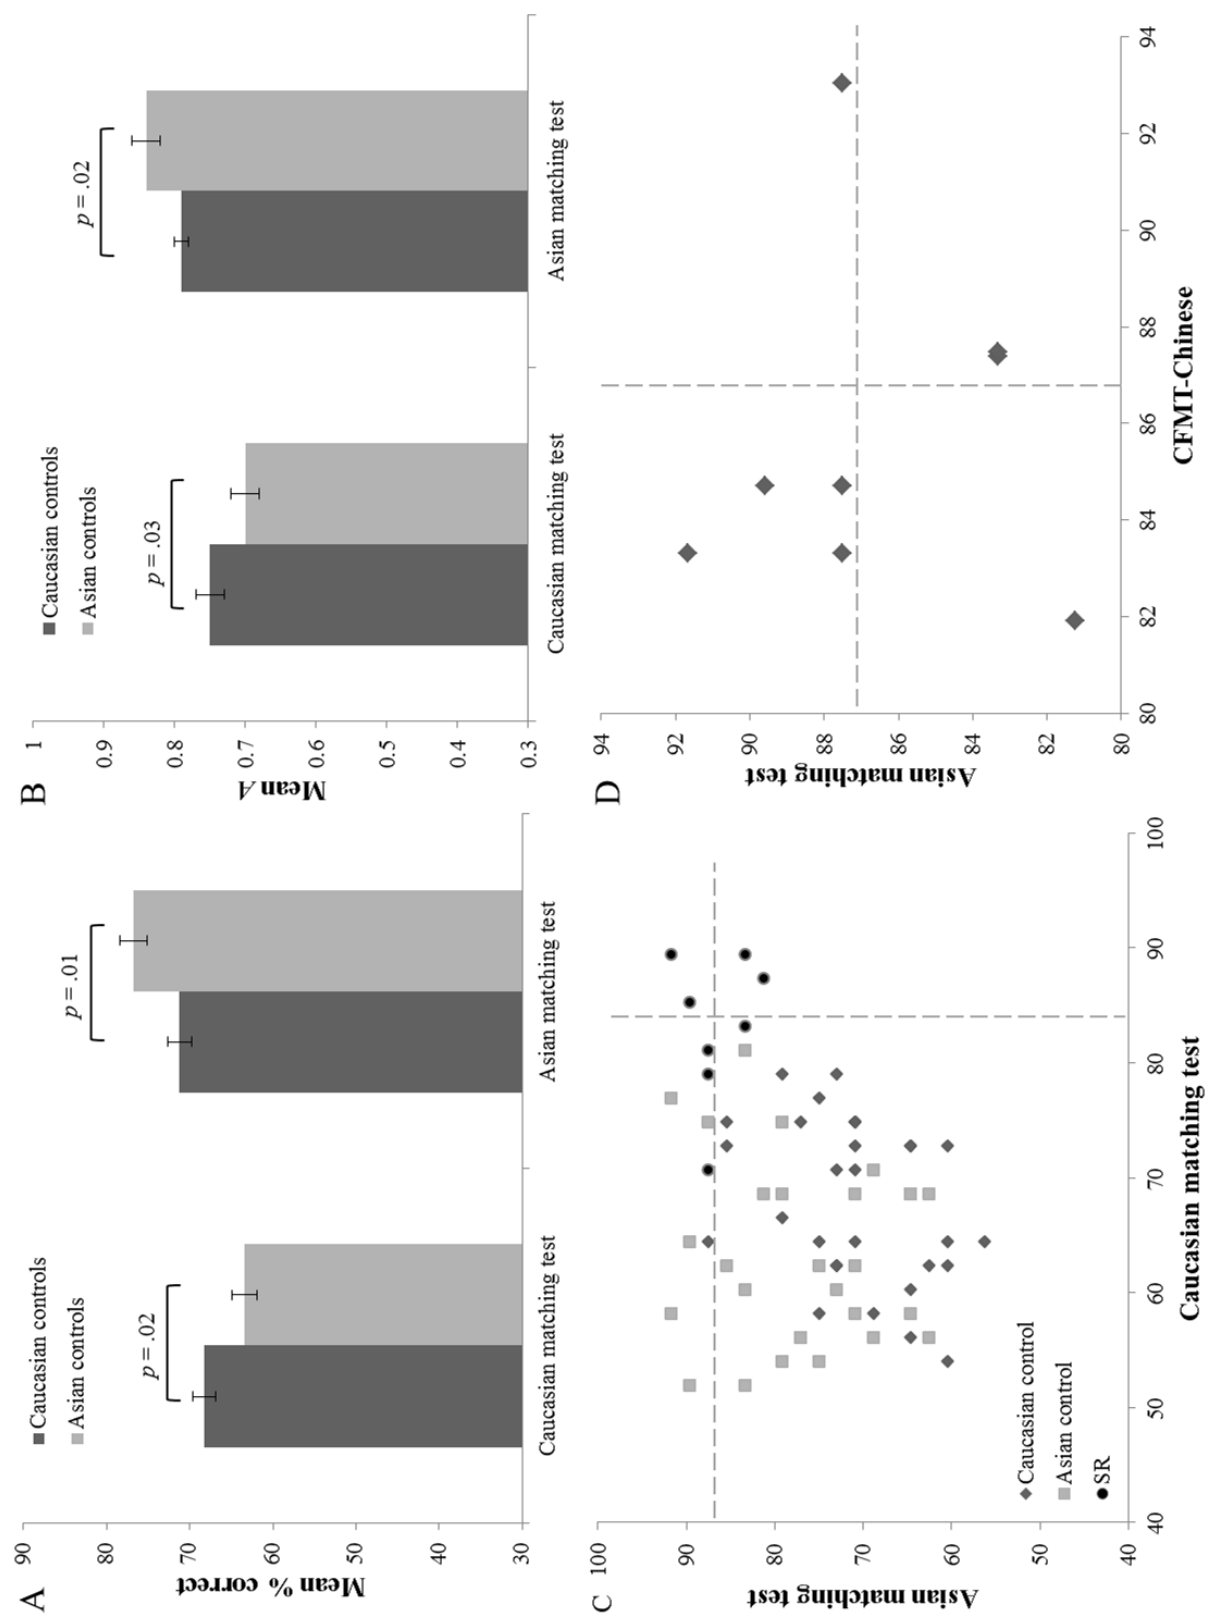 A
Mean % correct
90
80
70
60
50
40
30
Caucasian controls
Asian controls
p = .02
p = .01
Caucasian matching test
Asian matching test
B
Mean A
1
0.9
0.8
0.7
0.6
0.5
0.4
0.3
Caucasian controls
Asian controls
p = .03
p = .02
Caucasian matching test
Asian matching test
C
Asian matching test
100
90
80
70
60
50
40
Caucasian control
Asian control
SR
40
50
60
70
80
90
100
Caucasian matching test
D
Asian matching test
94
92
90
88
86
84
82
80
80
82
84
86
88
90
92
94
CFMT-Chinese